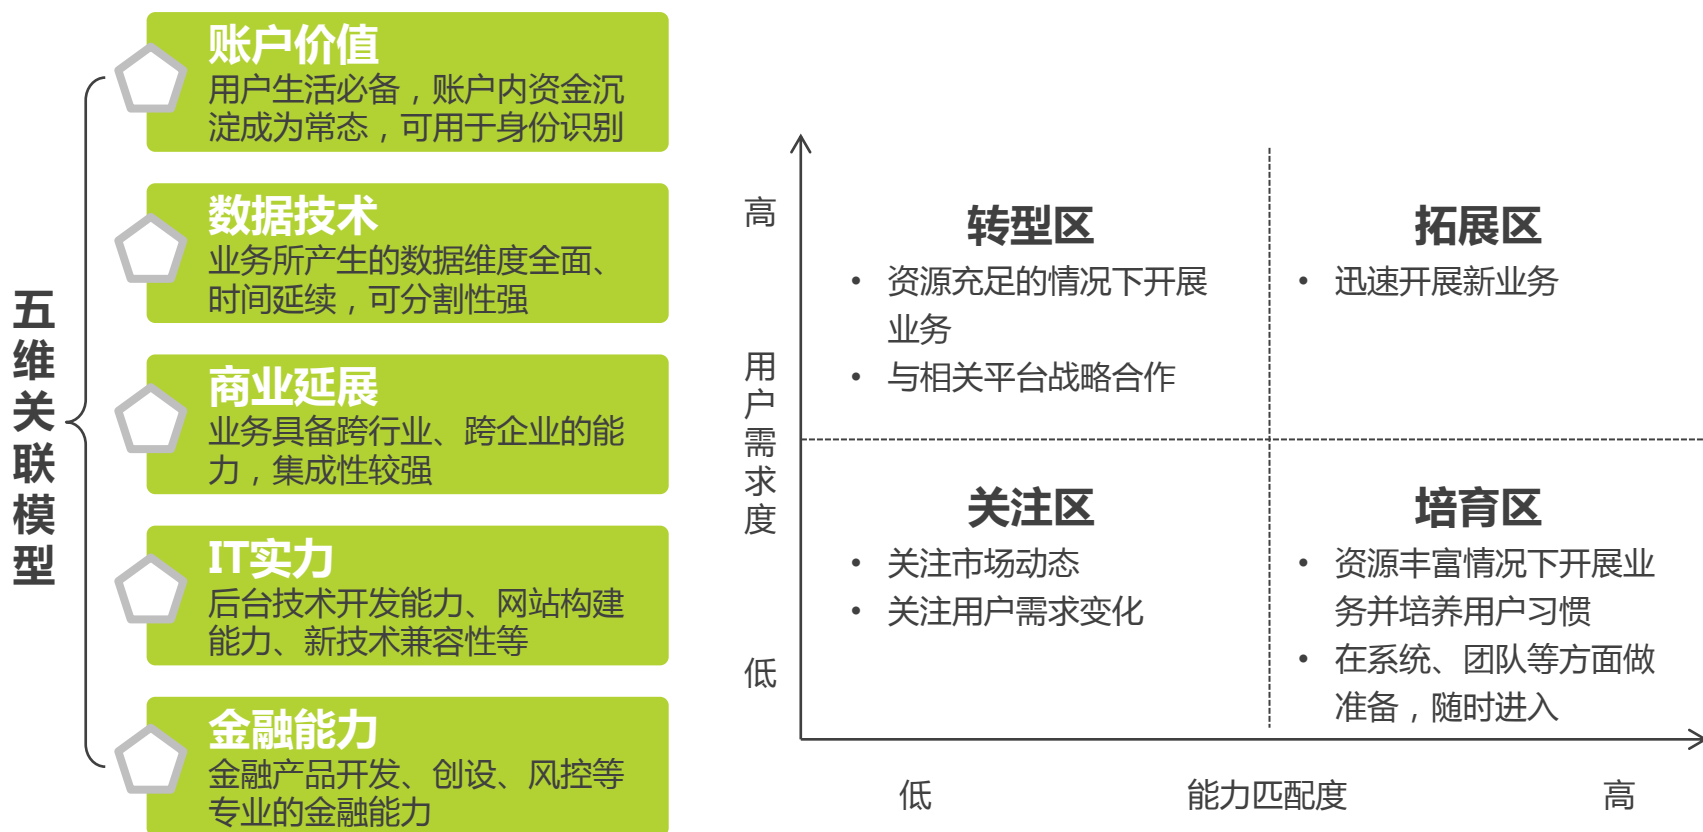 五维关联模型
账户价值
用户生活必备，账户内资金沉
淀成为常态，可用于身份识别
数据技术
业务所产生的数据维度全面、
时间延续，可分割性强
商业延展
业务具备跨行业、跨企业的能
力，集成性较强
IT实力
后台技术开发能力、网站构建
能力、新技术兼容性等
金融能力
金融产品开发、创设、风控等
专业的金融能力
高
用户需求度
低
转型区
• 资源充足的情况下开展
业务
• 与相关平台战略合作
拓展区
• 迅速开展新业务
关注区
• 关注市场动态
• 关注用户需求变化
培育区
• 资源丰富情况下开展业
务并培养用户习惯
• 在系统、团队等方面做
准备，随时进入
低
能力匹配度
高